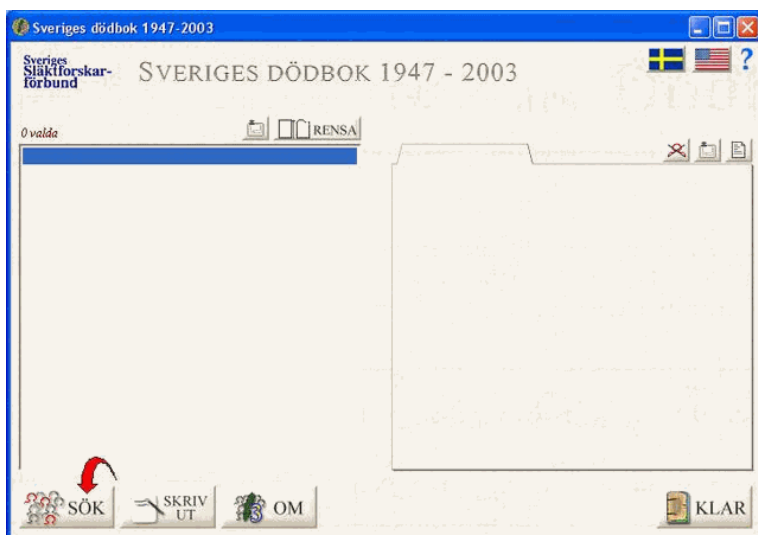 Sveriges dödbok 1947-2003
Sveriges
Släktforskar-
förbund
SVERIGES DÖDBOK 1947 - 2003
?
0 valda
RENSA
SÖK
SKRIV
UT
OM
KLAR